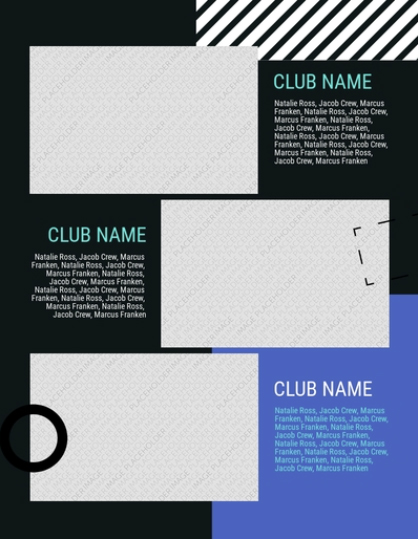 CLUB NAME
Natalie Ross, Jacob Crew, Marcus
Franken, Natalie Ross, Jacob Crew,
Marcus Franken, Natalie Ross,
Jacob Crew, Marcus Franken,
Natalie Ross, Jacob Crew, Marcus
Franken, Natalie Ross, Jacob Crew,
Marcus Franken, Natalie Ross,
Jacob Crew, Marcus Franken
CLUB NAME
Natalie Ross, Jacob Crew, Marcus
Franken, Natalie Ross, Jacob Crew,
Marcus Franken, Natalie Ross,
Jacob Crew, Marcus Franken,
Natalie Ross, Jacob Crew, Marcus
Franken, Natalie Ross, Jacob Crew,
Marcus Franken, Natalie Ross,
Jacob Crew, Marcus Franken
CLUB NAME
Natalie Ross, Jacob Crew, Marcus
Franken, Natalie Ross, Jacob Crew,
Marcus Franken, Natalie Ross,
Jacob Crew, Marcus Franken,
Natalie Ross, Jacob Crew, Marcus
Franken, Natalie Ross, Jacob Crew,
Marcus Franken, Natalie Ross,
Jacob Crew, Marcus Franken